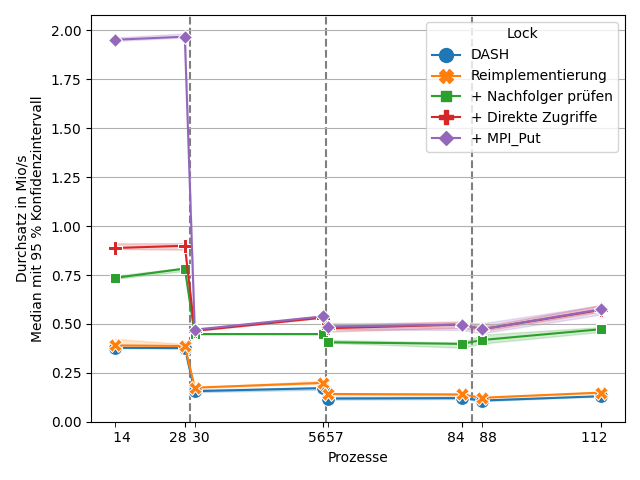 Lock
DASH
Reimplementierung
+ Nachfolger prüfen
+ Direkte Zugriffe
+ MPI_Put
Durchsatz in Mio/s
Median mit 95 % Konfidenzintervall
2.00
1.75
1.50
1.25
1.00
0.75
0.50
0.25
0.00
14 28 30 56 57 84 88 112
Prozesse